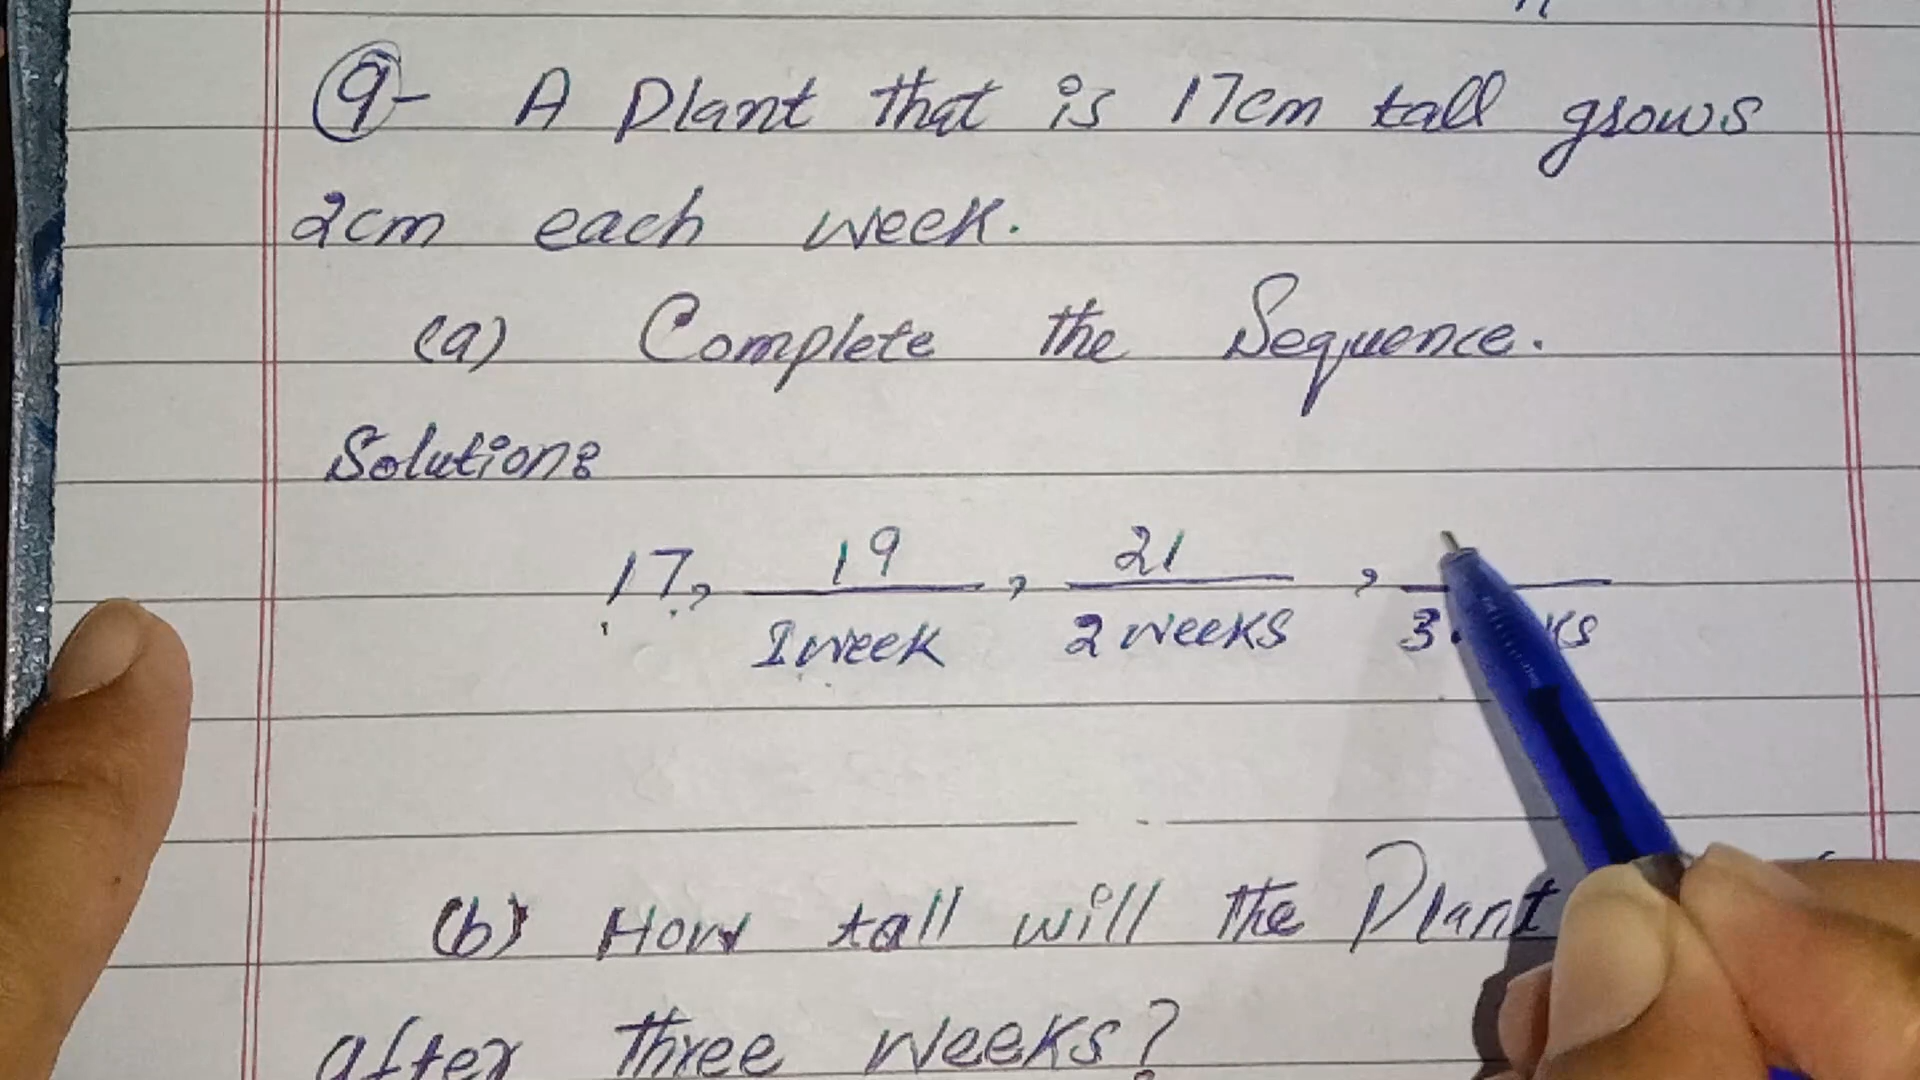 9- A Plant that is 17cm tall grows
2cm each week.
(a) Complete the Sequence.
Solution:
17, 19, 21,
1 week 2 weeks 3
(b) How tall will the Plant
after three weeks?